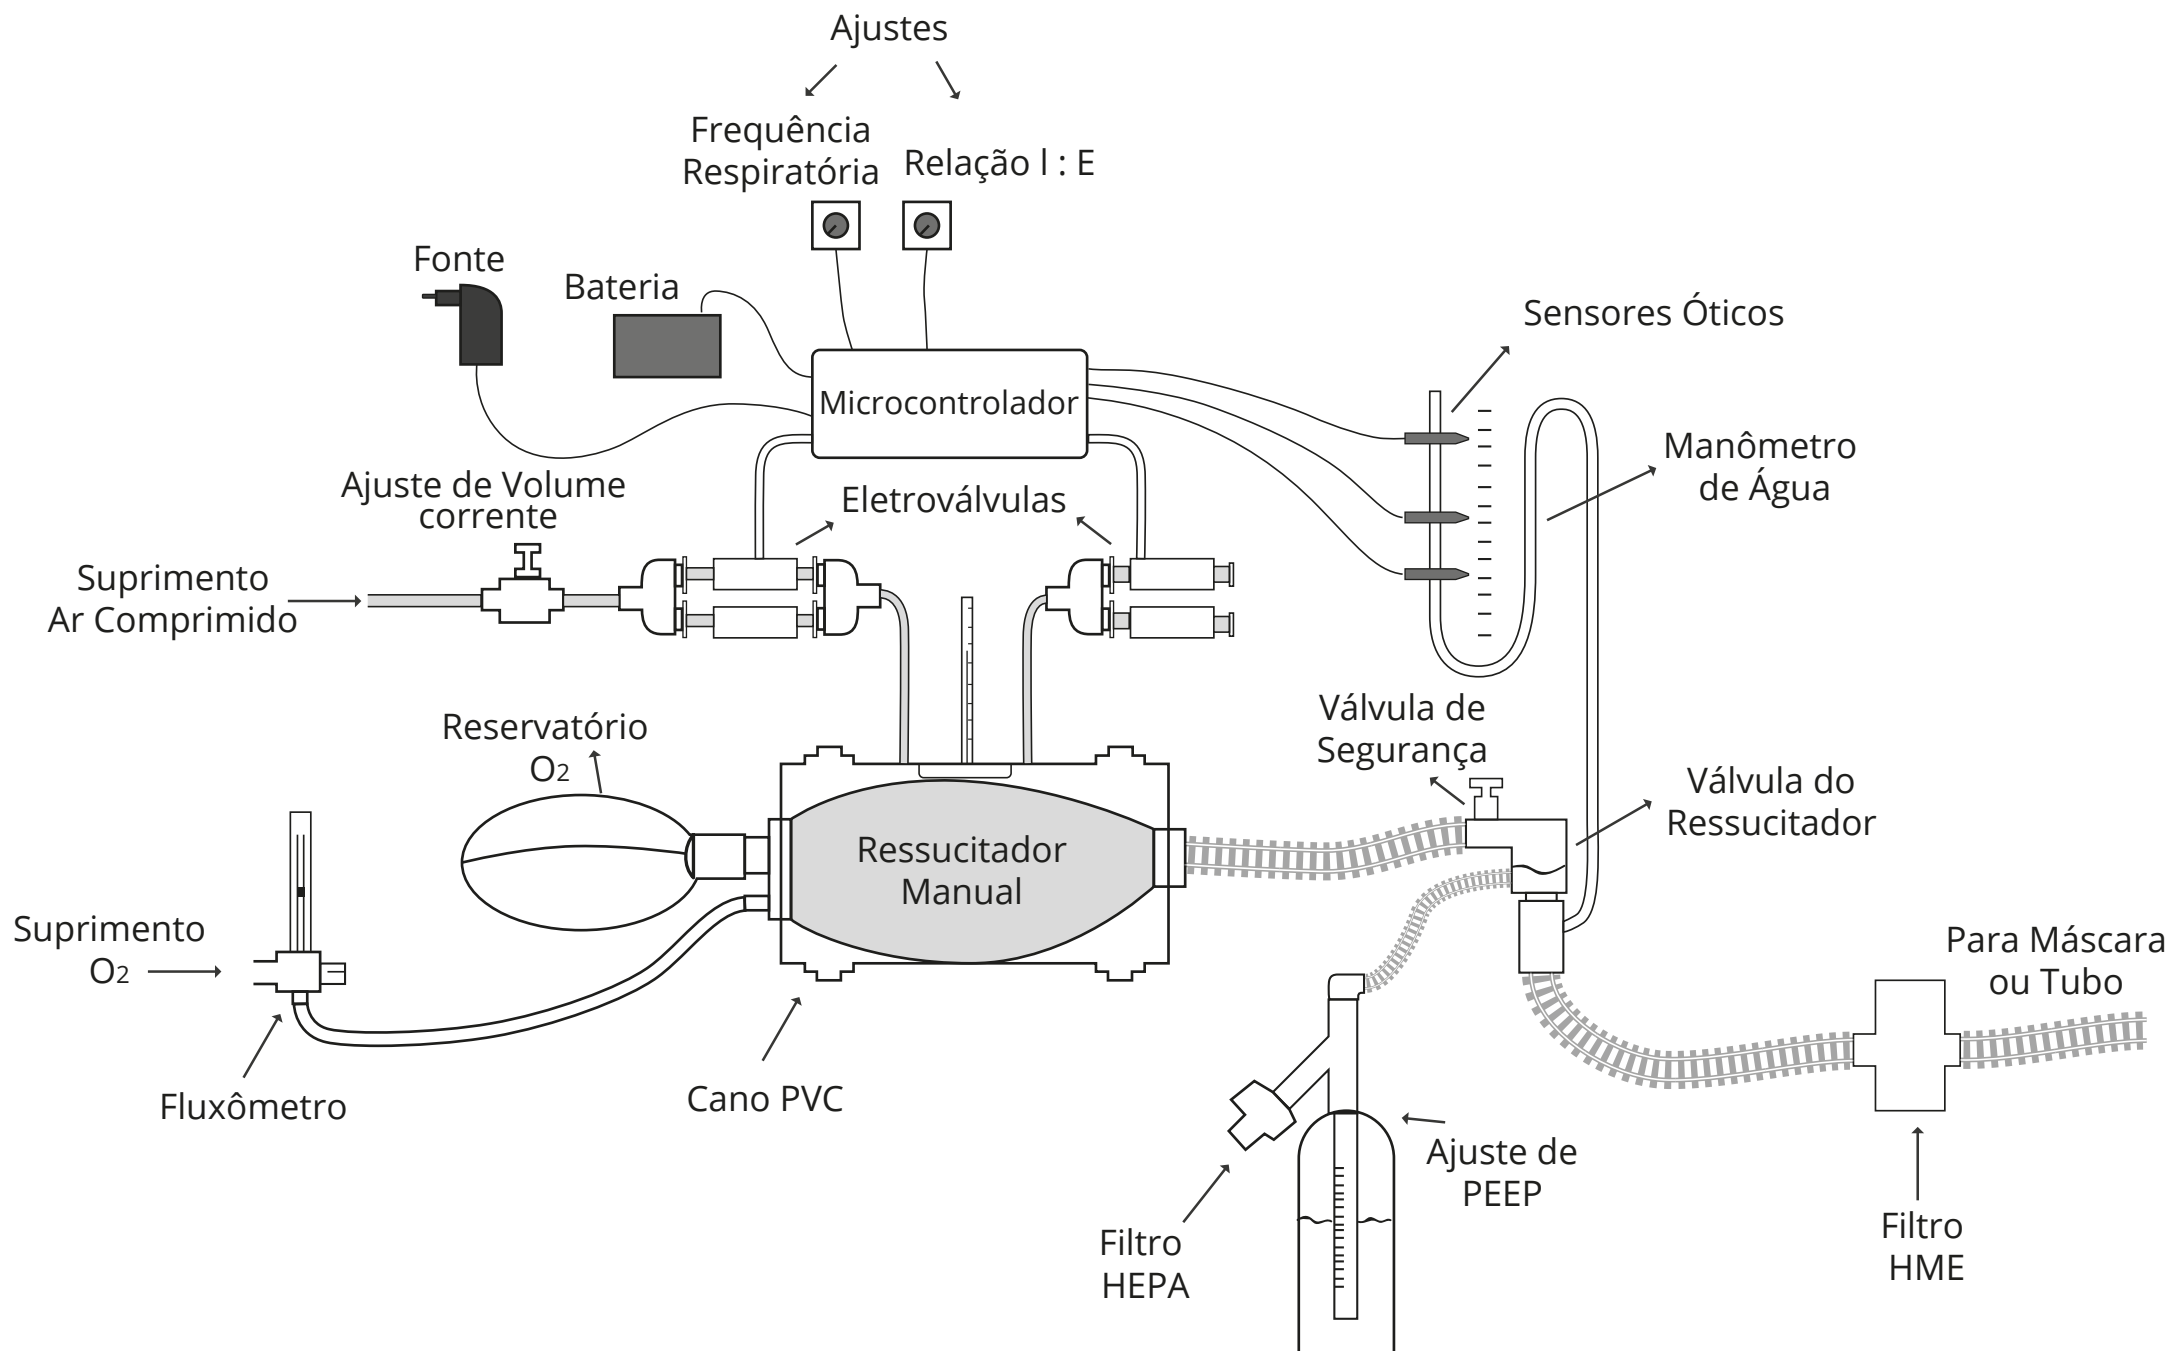 Ajustes
Frequência
Respiratória
Relação l : E
Fonte
Bateria
Sensores Óticos
Microcontrolador
Manômetro
de Água
Ajuste de Volume
corrente
Eletroválvulas
Suprimento
Ar Comprimido
Válvula de
Segurança
Reservatório
O2
Válvula do
Ressucitador
Ressucitador
Manual
Suprimento
O2
Para Máscara
ou Tubo
Fluxômetro
Cano PVC
Ajuste de
PEEP
Filtro
HEPA
Filtro
HME